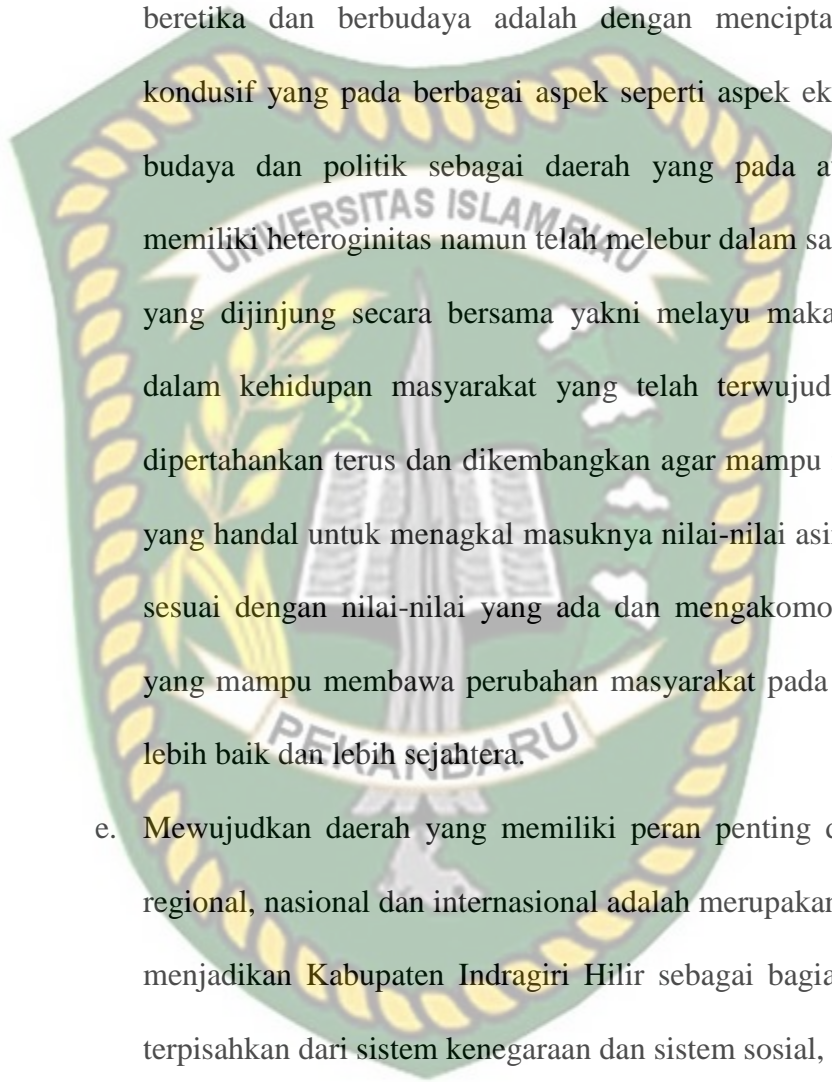 beretika dan berbudaya adalah dengan mencipta
kondusif yang pada berbagai aspek seperti aspek ek
budaya dan politik sebagai daerah yang pada a
UNIVERSITAS ISLAM RIAU
memiliki heteroginitas namun telah melebur dalam sa
yang dijinjung secara bersama yakni melayu maka
dalam kehidupan masyarakat yang telah terwujud
dipertahankan terus dan dikembangkan agar mampu
yang handal untuk menagkal masuknya nilai-nilai asi
sesuai dengan nilai-nilai yang ada dan mengakomo
yang mampu membawa perubahan masyarakat pada
PEKANBARU
lebih baik dan lebih sejahtera.
e. Mewujudkan daerah yang memiliki peran penting d
regional, nasional dan internasional adalah merupakan
menjadikan Kabupaten Indragiri Hilir sebagai bagia
terpisahkan dari sistem kenegaraan dan sistem sosial,